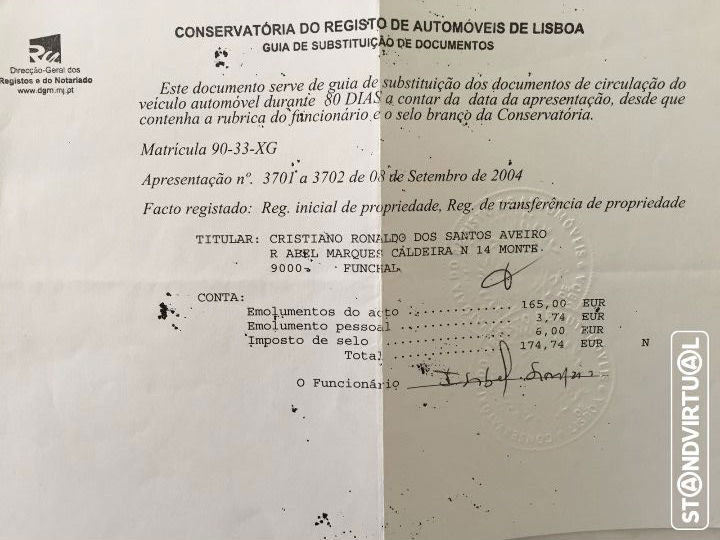 CONSERVATÓRIA DO REGISTO DE AUTOMÓVEIS DE LISBOA
GUIA DE SUBSTITUIÇÃO DE DOCUMENTOS
Direcção-Geral dos
Registos e do Notariado
www.dgrn.mj.pt
Este documento serve de guia de substituição dos documentos de circulação do
veículo automóvel durante 80 DIAS a contar da data da apresentação, desde que
contenha a rubrica do funcionário e o selo branco da Conservatória.
Matrícula 90-33-XG
Apresentação nº. 3701 a 3702 de 08 de Setembro de 2004
Facto registado: Reg. inicial de propriedade, Reg. de transferência de propriedade
TITULAR: CRISTIANO RONALDO DOS SANTOS AVEIRO
R ABEL MARQUES CALDEIRA N 14 MONTE
9000- FUNCHAL
CONTA:
Emolumentos do acto ............ 165,00 EUR
Emolumento pessoal ............ 3,74 EUR
Imposto de selo ............ 6,00 EUR
Total ............ 174,74 EUR N
O Funcionário Isabel
STANDVIRTUAL